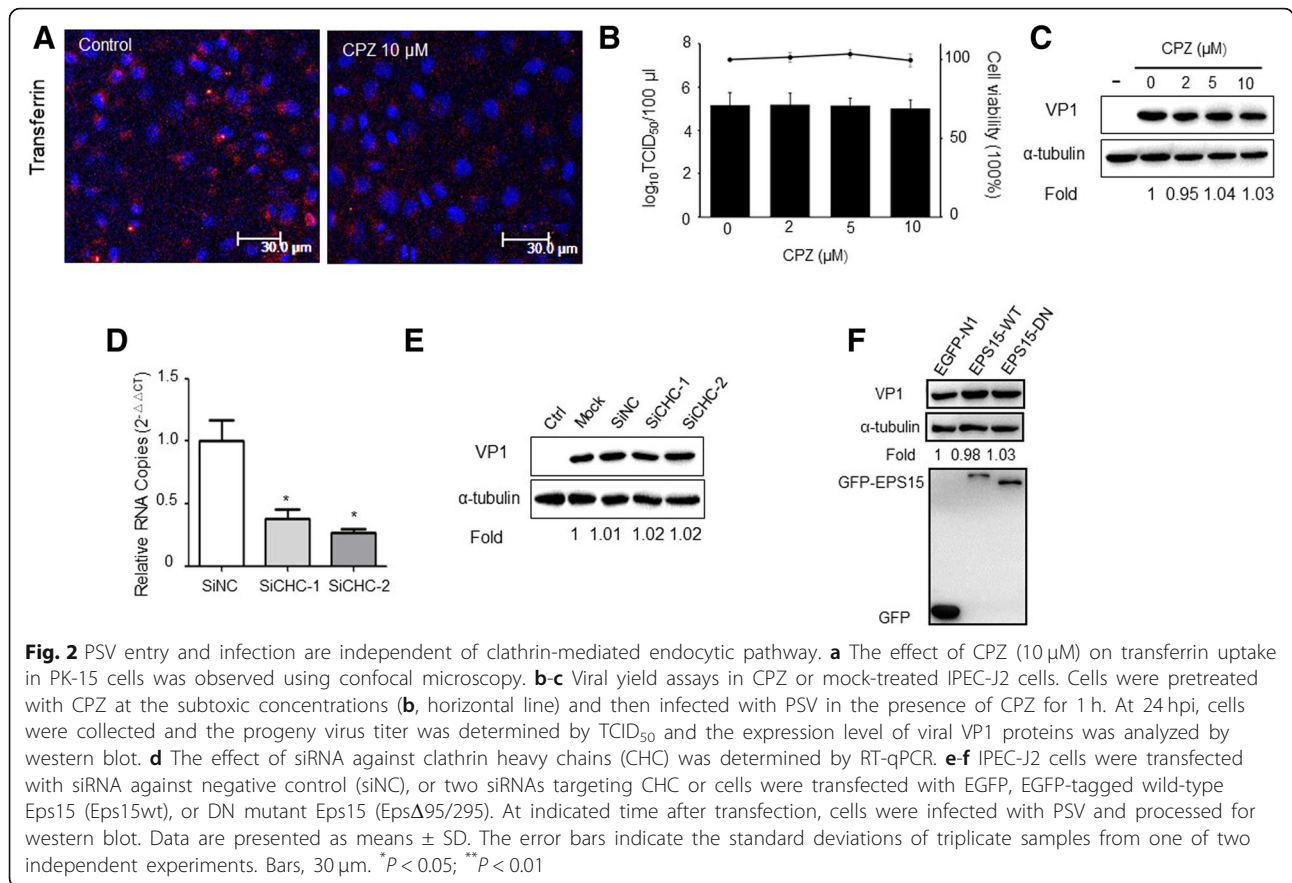 A
Control
CPZ 10 µM
Transferrin
30.0 µm
30.0 µm
B
8
6
4
2
0
log10TCID50/100 µl
100
50
0
Cell viability (100%)
0 2 5 10
CPZ (µM)
C
CPZ (µM)
– 0 2 5 10
VP1
α-tubulin
Fold 1 0.95 1.04 1.03
D
1.5
1.0
0.5
0
Relative RNA Copies (2-△△CT)
* *
SiNC SiCHC-1 SiCHC-2
E
Ctrl Mock SiNC SiCHC-1 SiCHC-2
VP1
α-tubulin
Fold 1 1.01 1.02 1.02
F
EGFP-N1 EPS15-WT EPS15-DN
VP1
α-tubulin
Fold 1 0.98 1.03
GFP-EPS15
GFP
Fig. 2 PSV entry and infection are independent of clathrin-mediated endocytic pathway. a The effect of CPZ (10 µM) on transferrin uptake
in PK-15 cells was observed using confocal microscopy. b-c Viral yield assays in CPZ or mock-treated IPEC-J2 cells. Cells were pretreated
with CPZ at the subtoxic concentrations (b, horizontal line) and then infected with PSV in the presence of CPZ for 1 h. At 24 hpi, cells
were collected and the progeny virus titer was determined by TCID50 and the expression level of viral VP1 proteins was analyzed by
western blot. d The effect of siRNA against clathrin heavy chains (CHC) was determined by RT-qPCR. e-f IPEC-J2 cells were transfected
with siRNA against negative control (siNC), or two siRNAs targeting CHC or cells were transfected with EGFP, EGFP-tagged wild-type
Eps15 (Eps15wt), or DN mutant Eps15 (EpsΔ95/295). At indicated time after transfection, cells were infected with PSV and processed for
western blot. Data are presented as means ± SD. The error bars indicate the standard deviations of triplicate samples from one of two
independent experiments. Bars, 30 µm. *P < 0.05; **P < 0.01